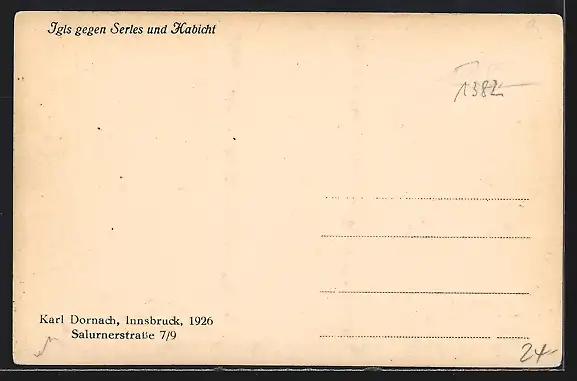 Igls gegen Serles und Habicht
1382
Karl Dornach, Innsbruck, 1926
Salurnerstraße 7/9
24-